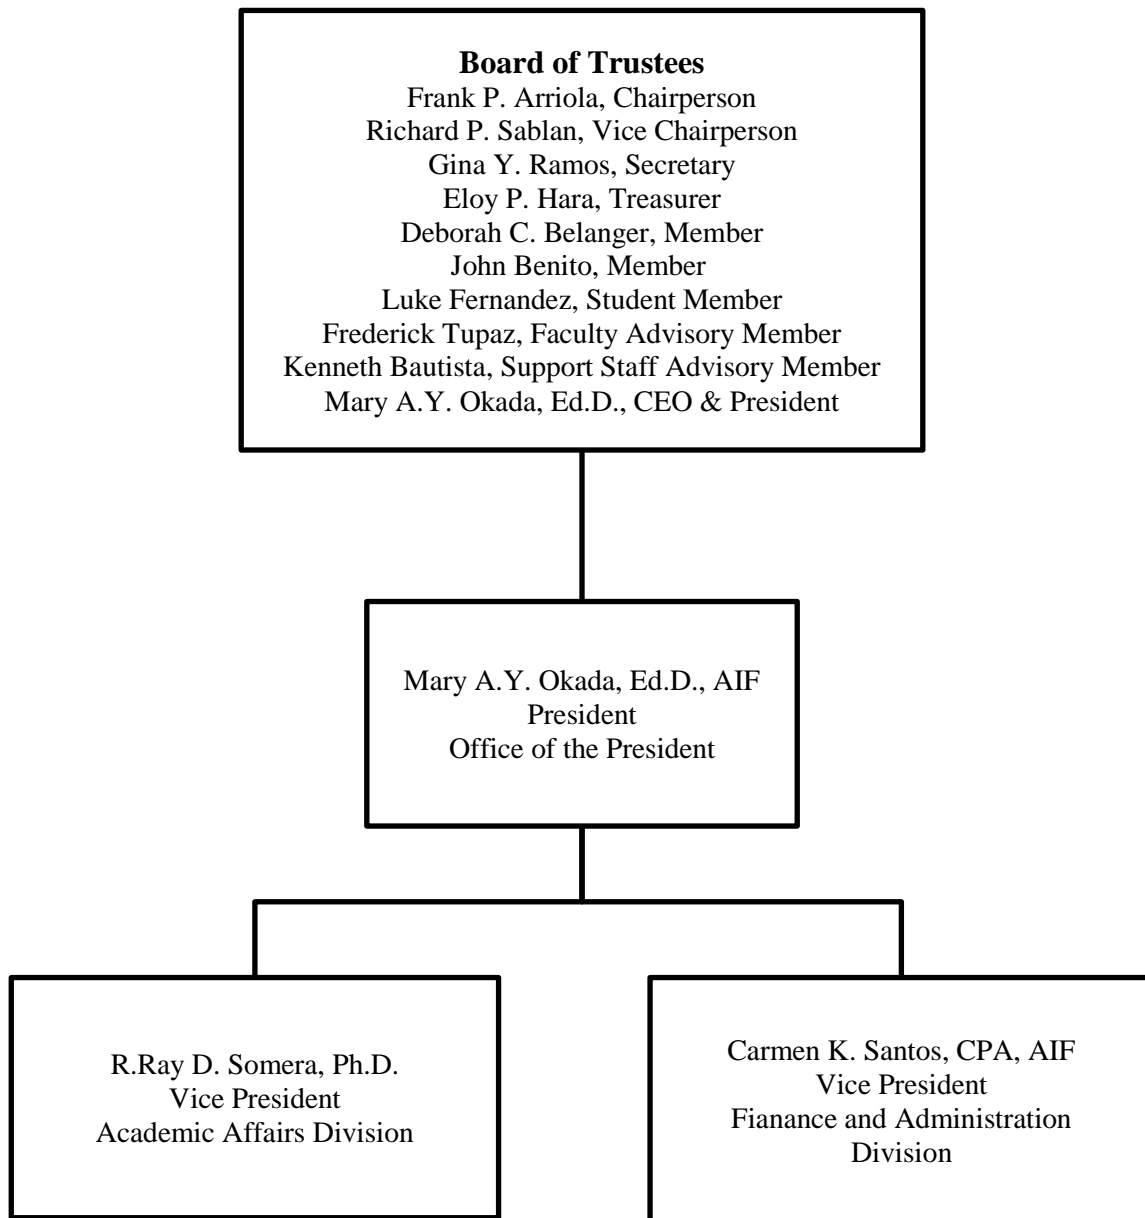 Board of Trustees
Frank P. Arriola, Chairperson
Richard P. Sablan, Vice Chairperson
Gina Y. Ramos, Secretary
Eloy P. Hara, Treasurer
Deborah C. Belanger, Member
John Benito, Member
Luke Fernandez, Student Member
Frederick Tupaz, Faculty Advisory Member
Kenneth Bautista, Support Staff Advisory Member
Mary A.Y. Okada, Ed.D., CEO & President
Mary A.Y. Okada, Ed.D., AIF
President
Office of the President
R.Ray D. Somera, Ph.D.
Vice President
Academic Affairs Division
Carmen K. Santos, CPA, AIF
Vice President
Fianance and Administration
Division